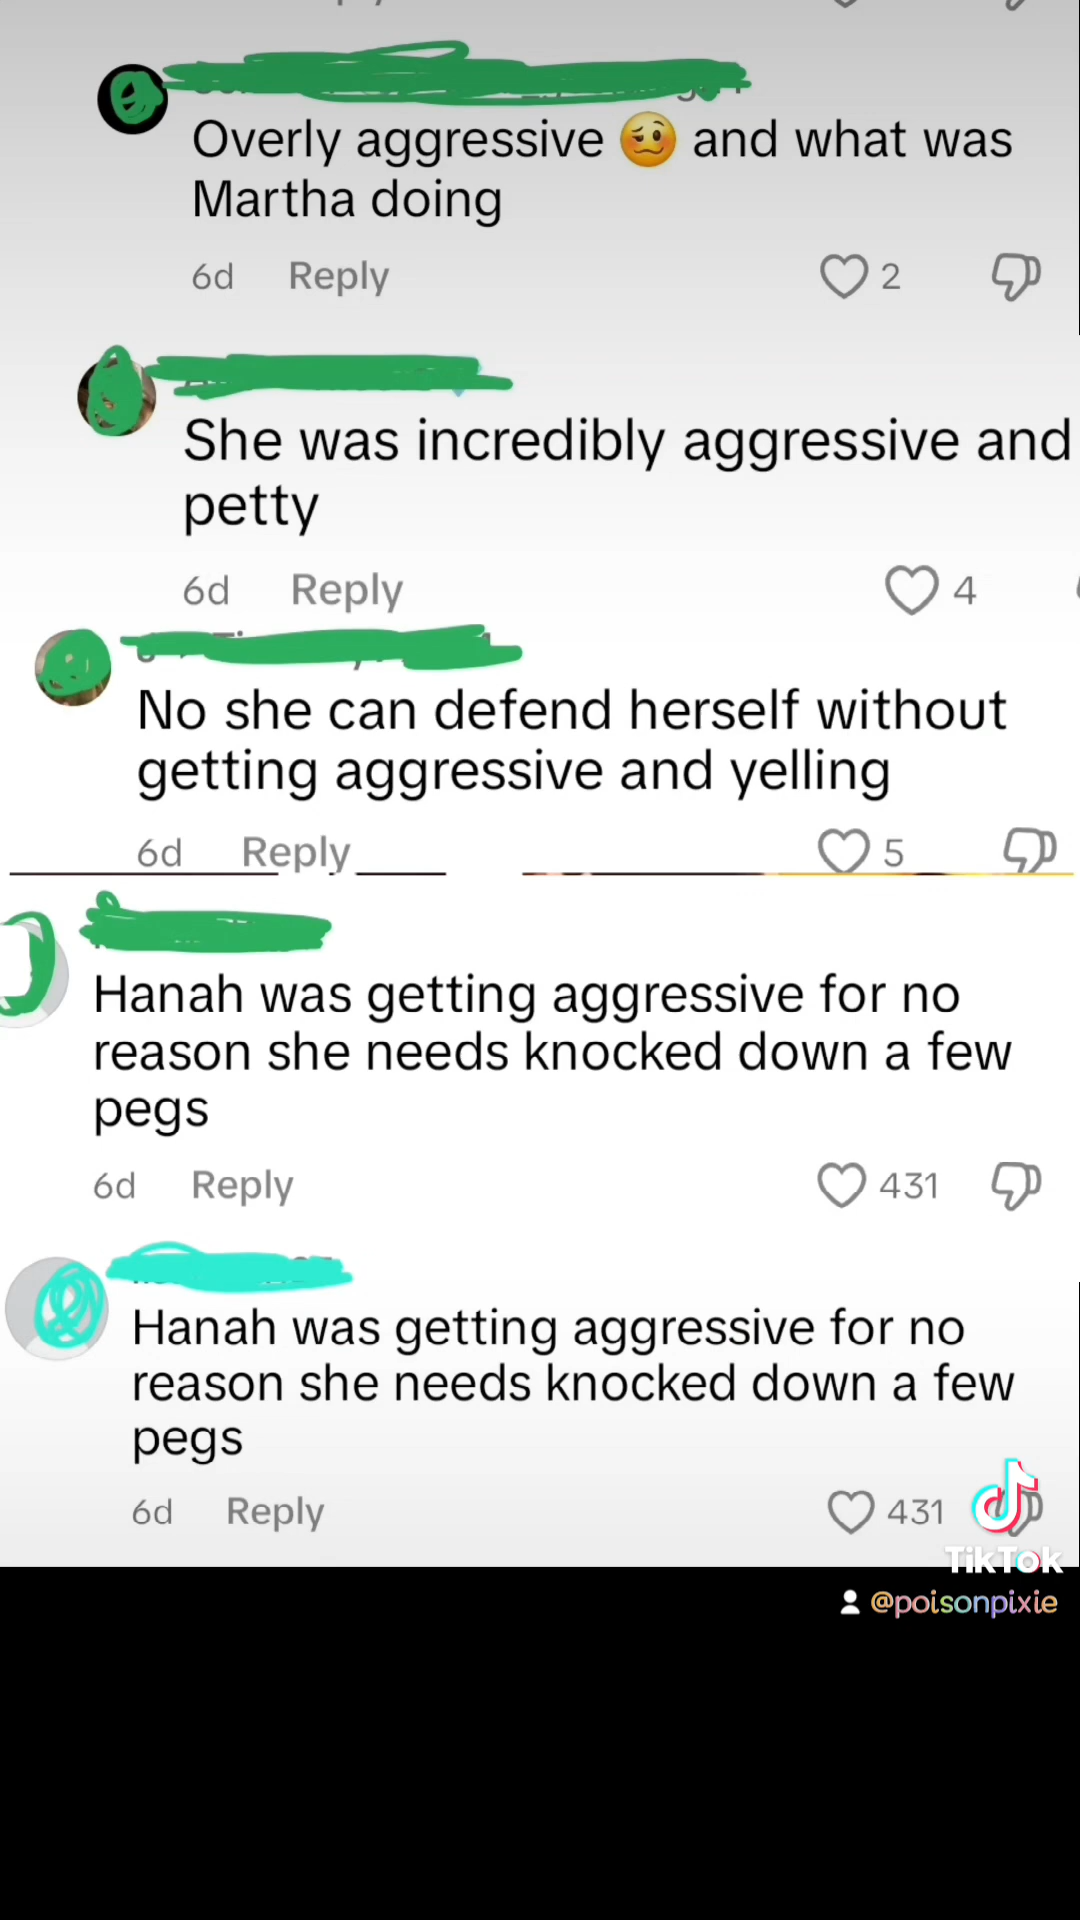 Overly aggressive 🥴 and what was
Martha doing
6d Reply 2
She was incredibly aggressive and
petty
6d Reply 4
No she can defend herself without
getting aggressive and yelling
6d Reply 5
Hanah was getting aggressive for no
reason she needs knocked down a few
pegs
6d Reply 431
Hanah was getting aggressive for no
reason she needs knocked down a few
pegs
6d Reply 431
TikTok
@poisonpixie